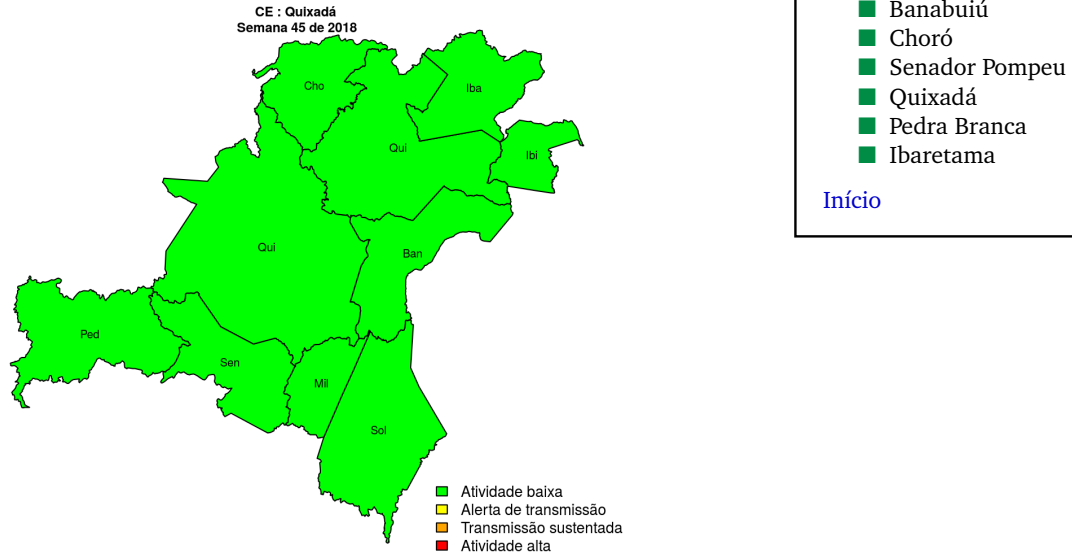 CE : Quixadá
Semana 45 de 2018
Cho
Iba
Qui
Ibi
Qui
Ban
Ped
Sen
Mil
Sol
Atividade baixa
Alerta de transmissão
Transmissão sustentada
Atividade alta
Banabuiú
Choró
Senador Pompeu
Quixadá
Pedra Branca
Ibaretama
Início